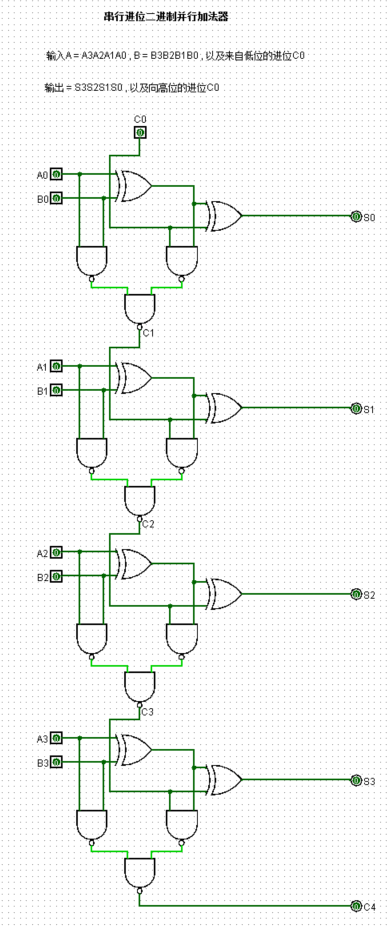 串行进位二进制并行加法器
输入A = A3A2A1A0 , B = B3B2B1B0 , 以及来自低位的进位C0
输出 = S3S2S1S0 , 以及向高位的进位C0
C0
A0
B0
S0
C1
A1
B1
S1
C2
A2
B2
S2
C3
A3
B3
S3
C4